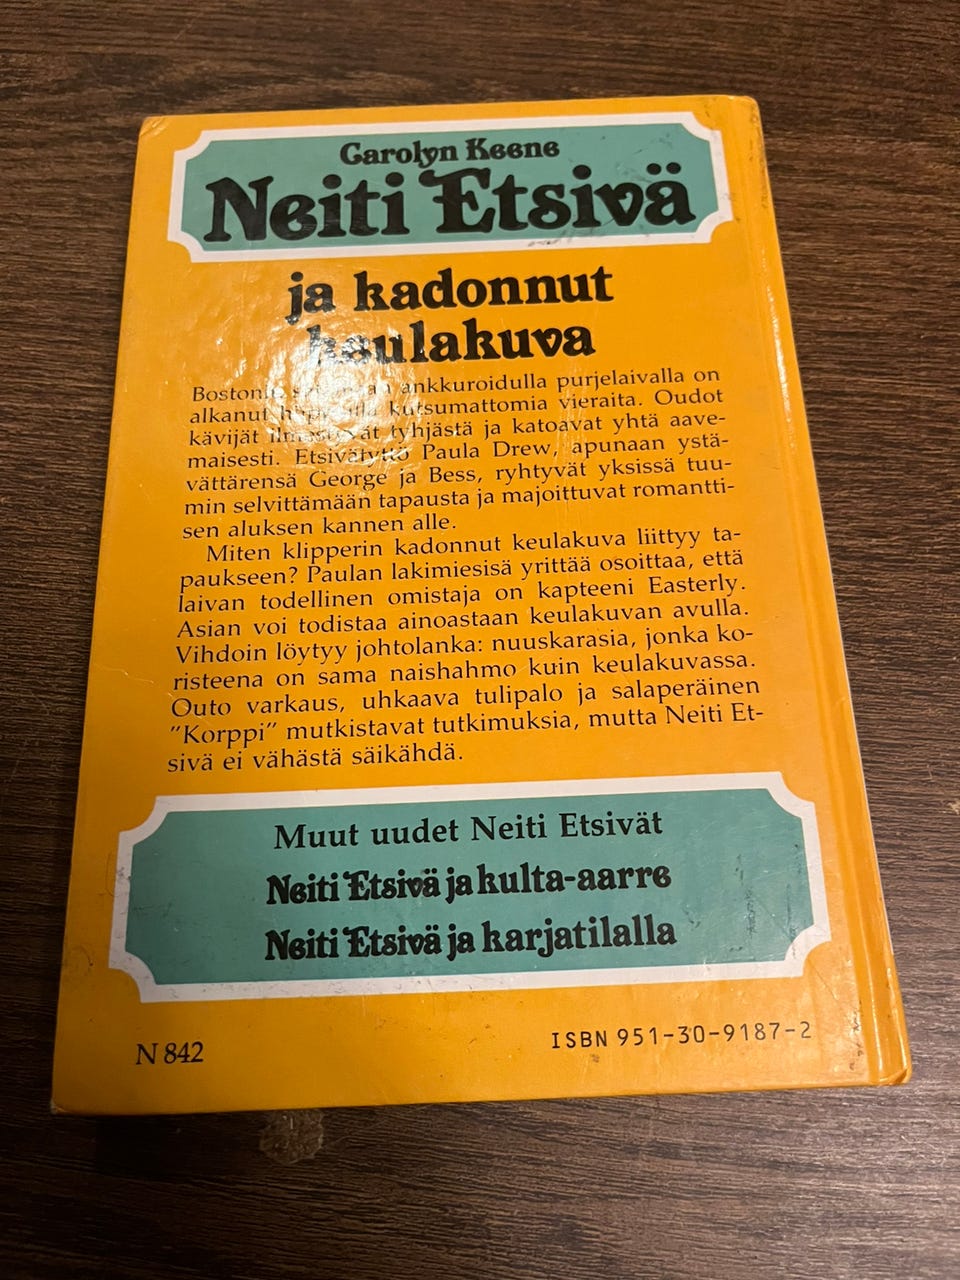 Carolyn Keene
Neiti Etsivä
ja kadonnut
keulakuva
Bostonin satamaan ankkuroidulla purjelaivalla on
alkanut hiippailla kutsumattomia vieraita. Oudot
kävijät ilmestyvät tyhjästä ja katoavat yhtä aave-
maisesti. Etsivätyttö Paula Drew, apunaan ystä-
vättärensä George ja Bess, ryhtyvät yksissä tuu-
min selvittämään tapausta ja majoittuvat romantti-
sen aluksen kannen alle.
Miten klipperin kadonnut keulakuva liittyy ta-
paukseen? Paulan lakimiesisä yrittää osoittaa, että
laivan todellinen omistaja on kapteeni Easterly.
Asian voi todistaa ainoastaan keulakuvan avulla.
Vihdoin löytyy johtolanka: nuuskarasia, jonka ko-
risteena on sama naishahmo kuin keulakuvassa.
Outo varkaus, uhkaava tulipalo ja salaperäinen
"Korppi" mutkistavat tutkimuksia, mutta Neiti Et-
sivä ei vähästä säikähdä.
Muut uudet Neiti Etsivät
Neiti Etsivä ja kulta-aarre
Neiti Etsivä ja karjatilalla
N 842
ISBN 951-30-9187-2